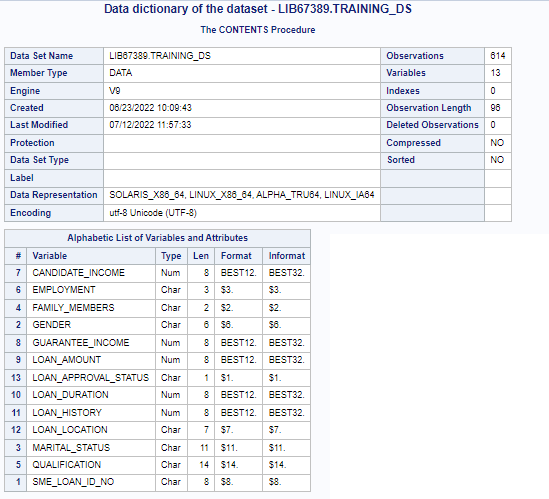 Data dictionary of the dataset - LIB67389.TRAINING_DS
The CONTENTS Procedure
Data Set Name LIB67389.TRAINING_DS Observations 614
Member Type DATA Variables 13
Engine V9 Indexes 0
Created 06/23/2022 10:09:43 Observation Length 96
Last Modified 07/12/2022 11:57:33 Deleted Observations 0
Protection Compressed NO
Data Set Type Sorted NO
Label
Data Representation SOLARIS_X86_64, LINUX_X86_64, ALPHA_TRU64, LINUX_IA64
Encoding utf-8 Unicode (UTF-8)
Alphabetic List of Variables and Attributes
# Variable Type Len Format Informat
7 CANDIDATE_INCOME Num 8 BEST12. BEST32.
6 EMPLOYMENT Char 3 $3. $3.
4 FAMILY_MEMBERS Char 2 $2. $2.
2 GENDER Char 6 $6. $6.
8 GUARANTEE_INCOME Num 8 BEST12. BEST32.
9 LOAN_AMOUNT Num 8 BEST12. BEST32.
13 LOAN_APPROVAL_STATUS Char 1 $1. $1.
10 LOAN_DURATION Num 8 BEST12. BEST32.
11 LOAN_HISTORY Num 8 BEST12. BEST32.
12 LOAN_LOCATION Char 7 $7. $7.
3 MARITAL_STATUS Char 11 $11. $11.
5 QUALIFICATION Char 14 $14. $14.
1 SME_LOAN_ID_NO Char 8 $8. $8.